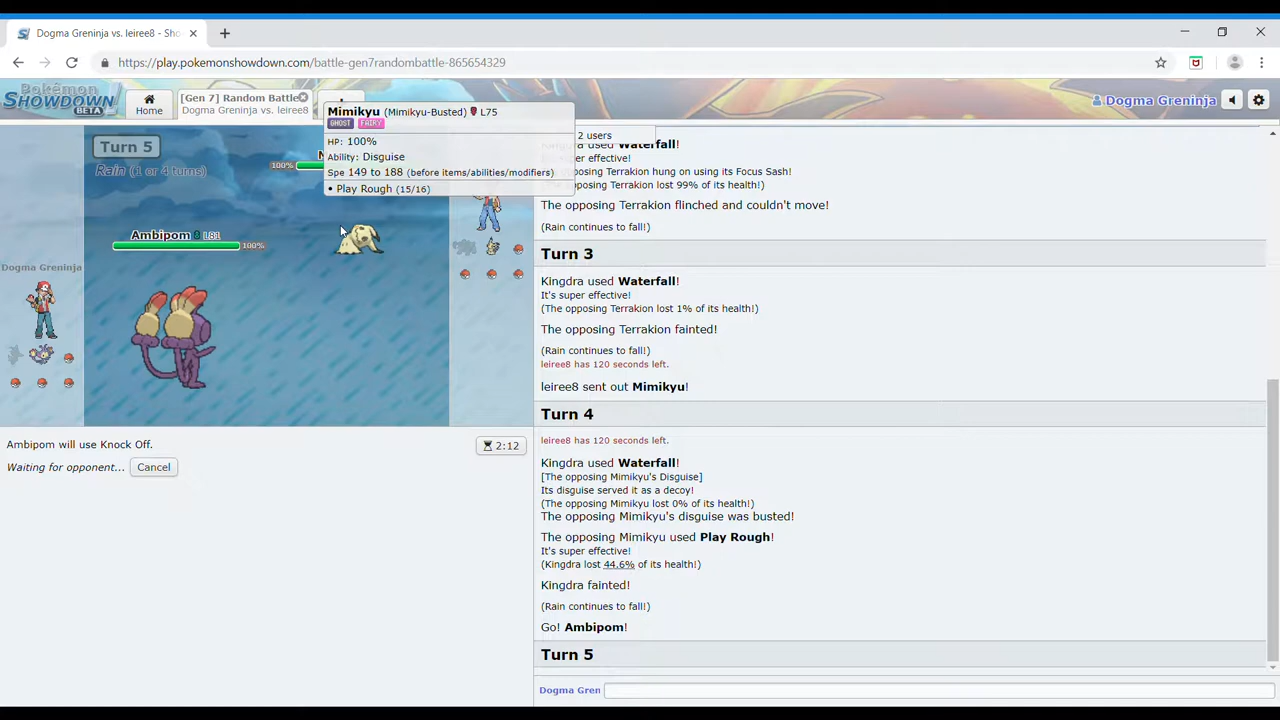 Dogma Greninja vs. leiree8 - Sho
https://play.pokemonshowdown.com/battle-gen7randombattle-865654329
Pokémon
SHOWDOWN
BETA
Home
[Gen 7] Random Battle
Dogma Greninja vs. leiree8
Dogma Greninja
Mimikyu (Mimikyu-Busted) L75
GHOST FAIRY
HP: 100%
Ability: Disguise
Spe 149 to 188 (before items/abilities/modifiers)
• Play Rough (15/16)
2 users
Turn 5
Rain (1 or 4 turns)
100%
Ambipom L81
100%
Dogma Greninja
Ambipom will use Knock Off.
Waiting for opponent... Cancel
2:12
Waterfall!
super effective!
opposing Terrakion hung on using its Focus Sash!
opposing Terrakion lost 99% of its health!)
The opposing Terrakion flinched and couldn't move!
(Rain continues to fall!)
Turn 3
Kingdra used Waterfall!
It's super effective!
(The opposing Terrakion lost 1% of its health!)
The opposing Terrakion fainted!
(Rain continues to fall!)
leiree8 has 120 seconds left.
leiree8 sent out Mimikyu!
Turn 4
leiree8 has 120 seconds left.
Kingdra used Waterfall!
[The opposing Mimikyu's Disguise]
Its disguise served it as a decoy!
(The opposing Mimikyu lost 0% of its health!)
The opposing Mimikyu's disguise was busted!
The opposing Mimikyu used Play Rough!
It's super effective!
(Kingdra lost 44.6% of its health!)
Kingdra fainted!
(Rain continues to fall!)
Go! Ambipom!
Turn 5
Dogma Gren